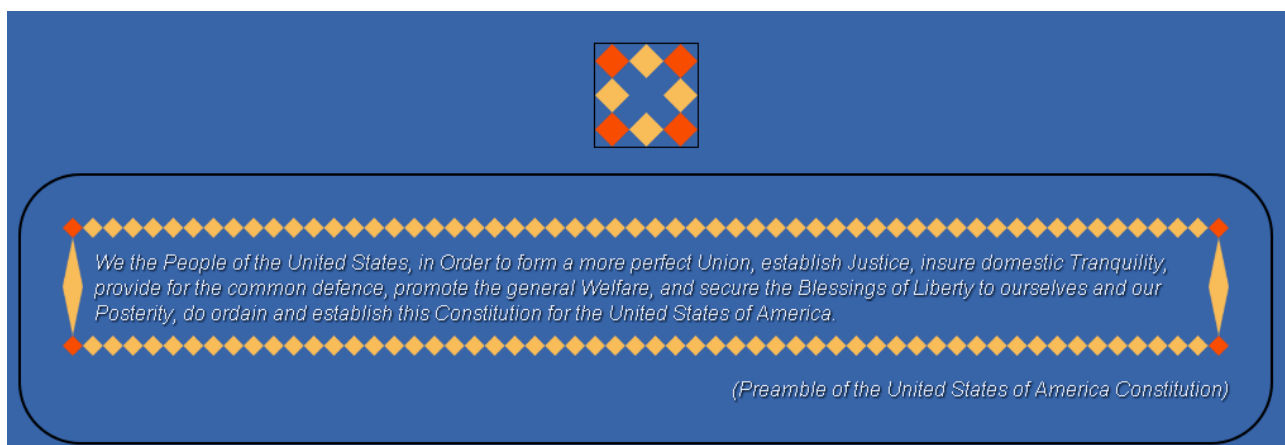 We the People of the United States, in Order to form a more perfect Union, establish Justice, insure domestic Tranquility,
provide for the common defence, promote the general Welfare, and secure the Blessings of Liberty to ourselves and our
Posterity, do ordain and establish this Constitution for the United States of America.
(Preamble of the United States of America Constitution)